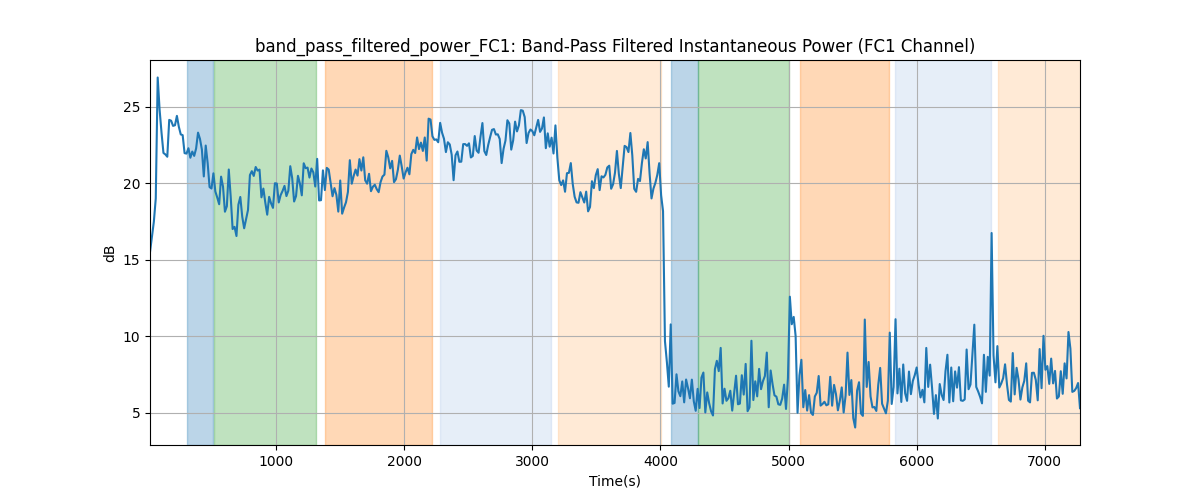 band_pass_filtered_power_FC1: Band-Pass Filtered Instantaneous Power (FC1 Channel)
25
20
15
10
5
dB
1000 2000 3000 4000 5000 6000 7000
Time(s)